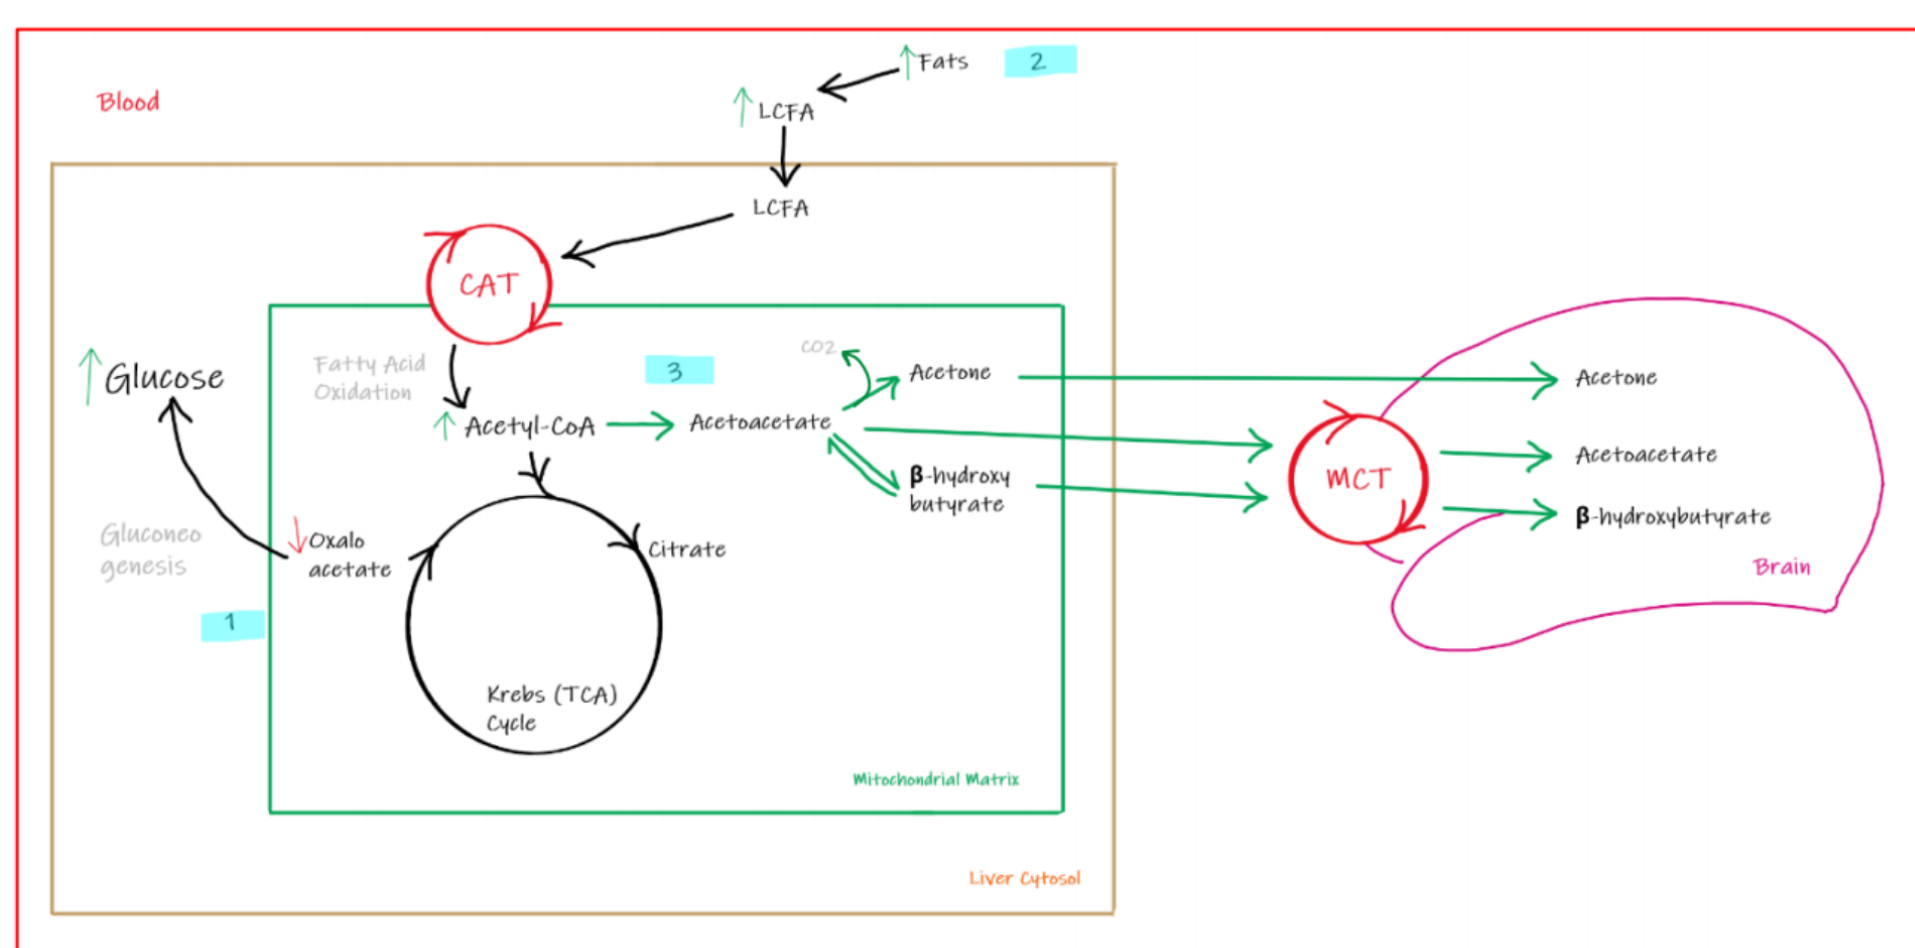 Fats
2
Blood
LCFA
LCFA
CAT
Glucose
Fatty Acid
Oxidation
3
CO2
Acetone
Acetyl-CoA
Acetoacetate
β-hydroxy
butyrate
Gluconeo
genesis
Oxalo
acetate
Citrate
1
Krebs (TCA)
Cycle
Mitochondrial Matrix
Liver Cytosol
MCT
Acetone
Acetoacetate
β-hydroxybutyrate
Brain